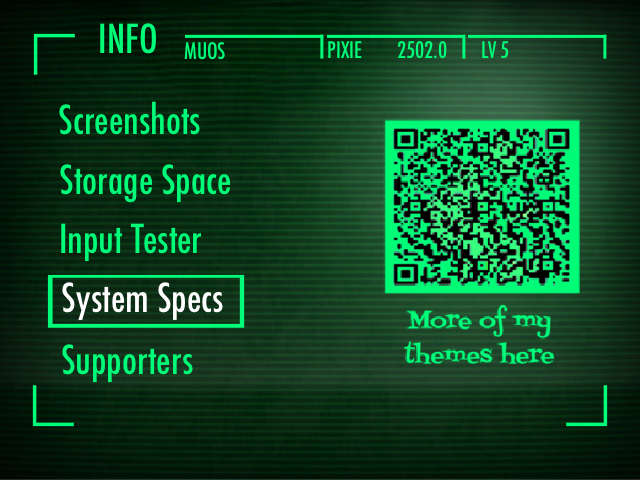 INFO MUOS PIXIE 2502.0 LV 5
Screenshots
Storage Space
Input Tester
System Specs
Supporters
More of my
themes here